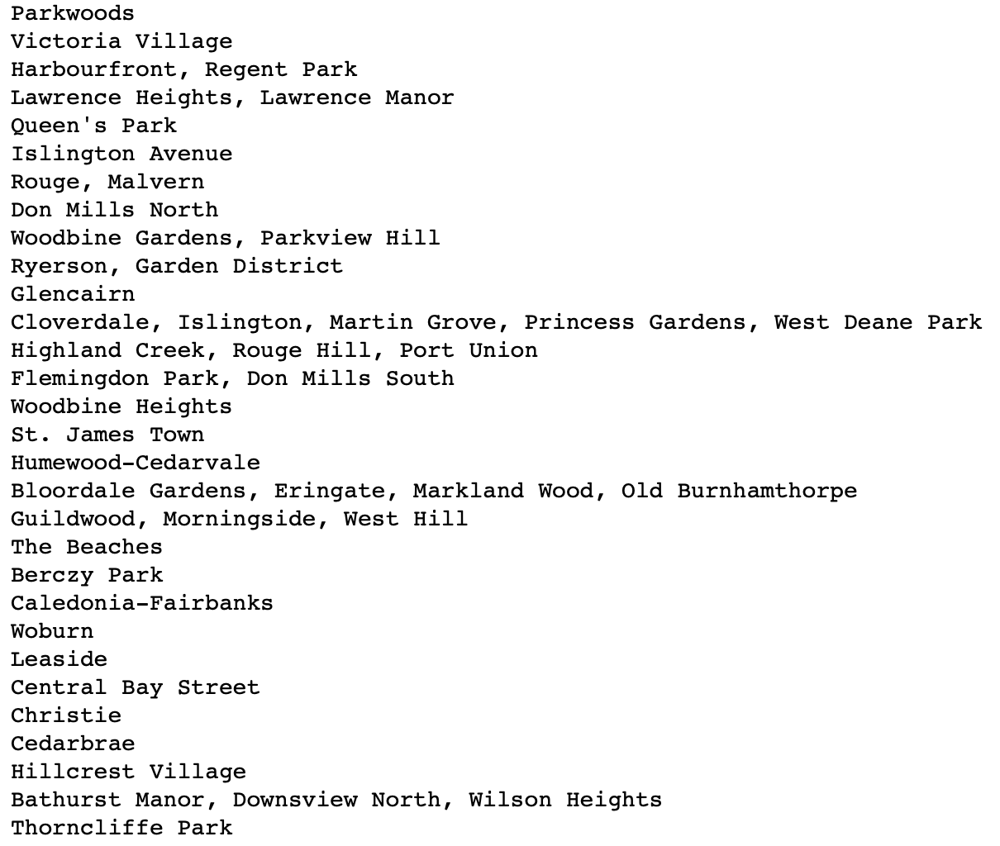 Parkwoods
Victoria Village
Harbourfront, Regent Park
Lawrence Heights, Lawrence Manor
Queen's Park
Islington Avenue
Rouge, Malvern
Don Mills North
Woodbine Gardens, Parkview Hill
Ryerson, Garden District
Glencairn
Cloverdale, Islington, Martin Grove, Princess Gardens, West Deane Park
Highland Creek, Rouge Hill, Port Union
Flemingdon Park, Don Mills South
Woodbine Heights
St. James Town
Humewood-Cedarvale
Bloordale Gardens, Eringate, Markland Wood, Old Burnhamthorpe
Guildwood, Morningside, West Hill
The Beaches
Berczy Park
Caledonia-Fairbanks
Woburn
Leaside
Central Bay Street
Christie
Cedarbrae
Hillcrest Village
Bathurst Manor, Downsview North, Wilson Heights
Thorncliffe Park